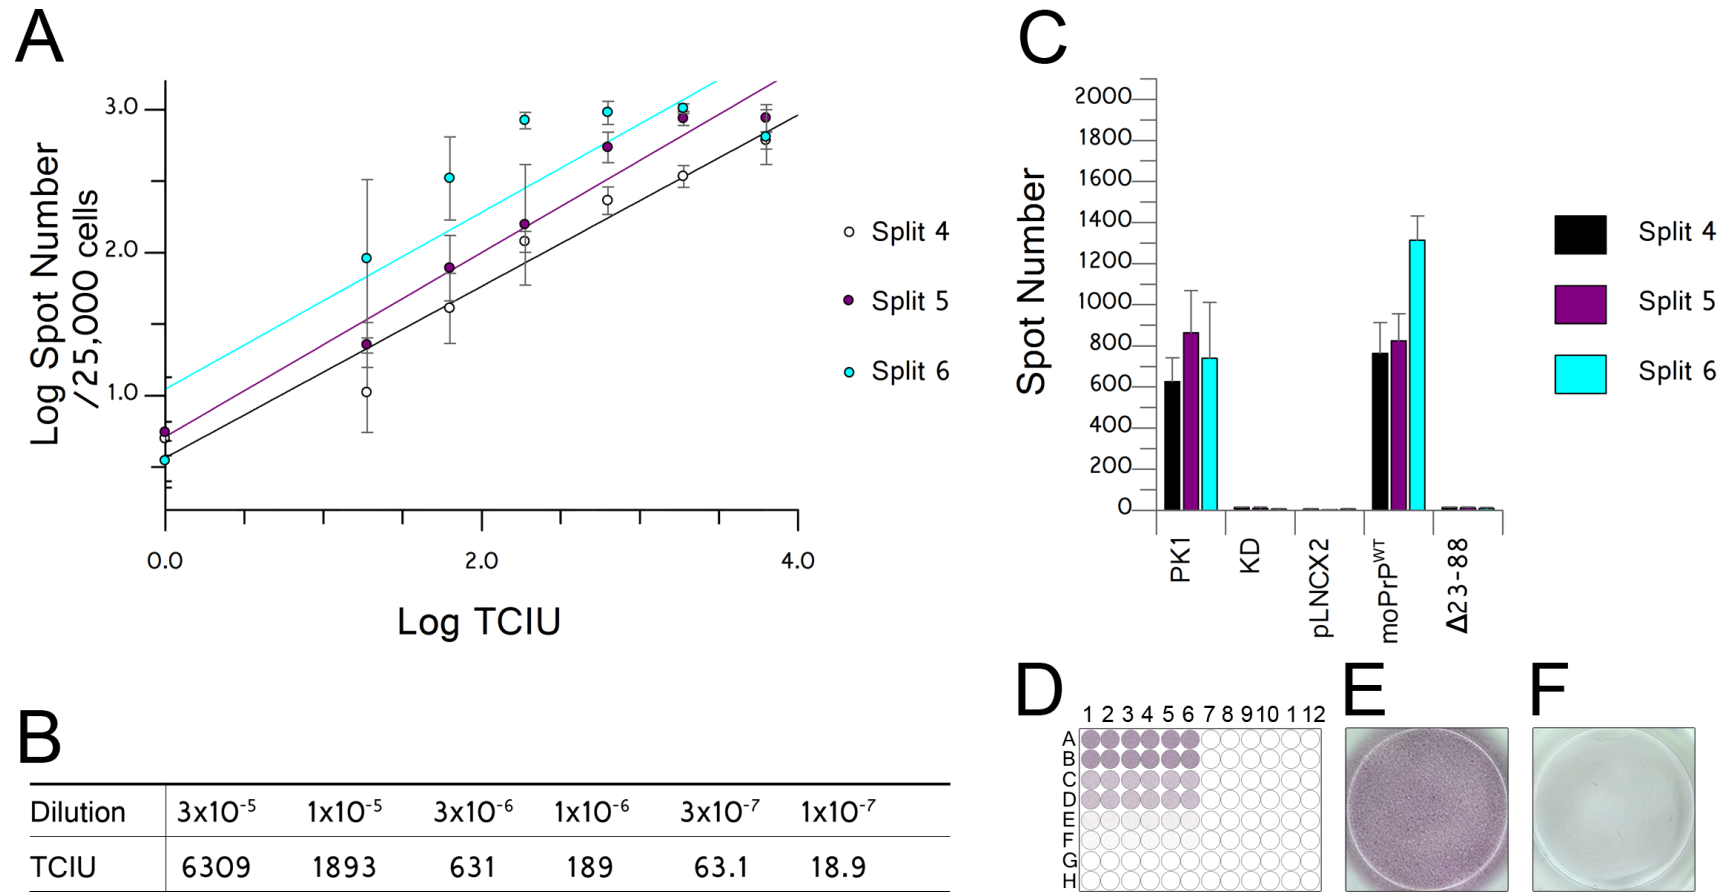 A
Log Spot Number
/25,000 cells
3.0
2.0
1.0
0.0 2.0 4.0
Log TCIU
Split 4
Split 5
Split 6
B
Dilution 3x10⁻⁵ 1x10⁻⁵ 3x10⁻⁶ 1x10⁻⁶ 3x10⁻⁷ 1x10⁻⁷
TCIU 6309 1893 631 189 63.1 18.9
C
Spot Number
2000
1800
1600
1400
1200
1000
800
600
400
200
0
PK1
KD
pLNCX2
moPrPᵂᵀ
Δ23-88
Split 4
Split 5
Split 6
D
1 2 3 4 5 6 7 8 9 10 1 12
A
B
C
D
E
F
G
H
E
F